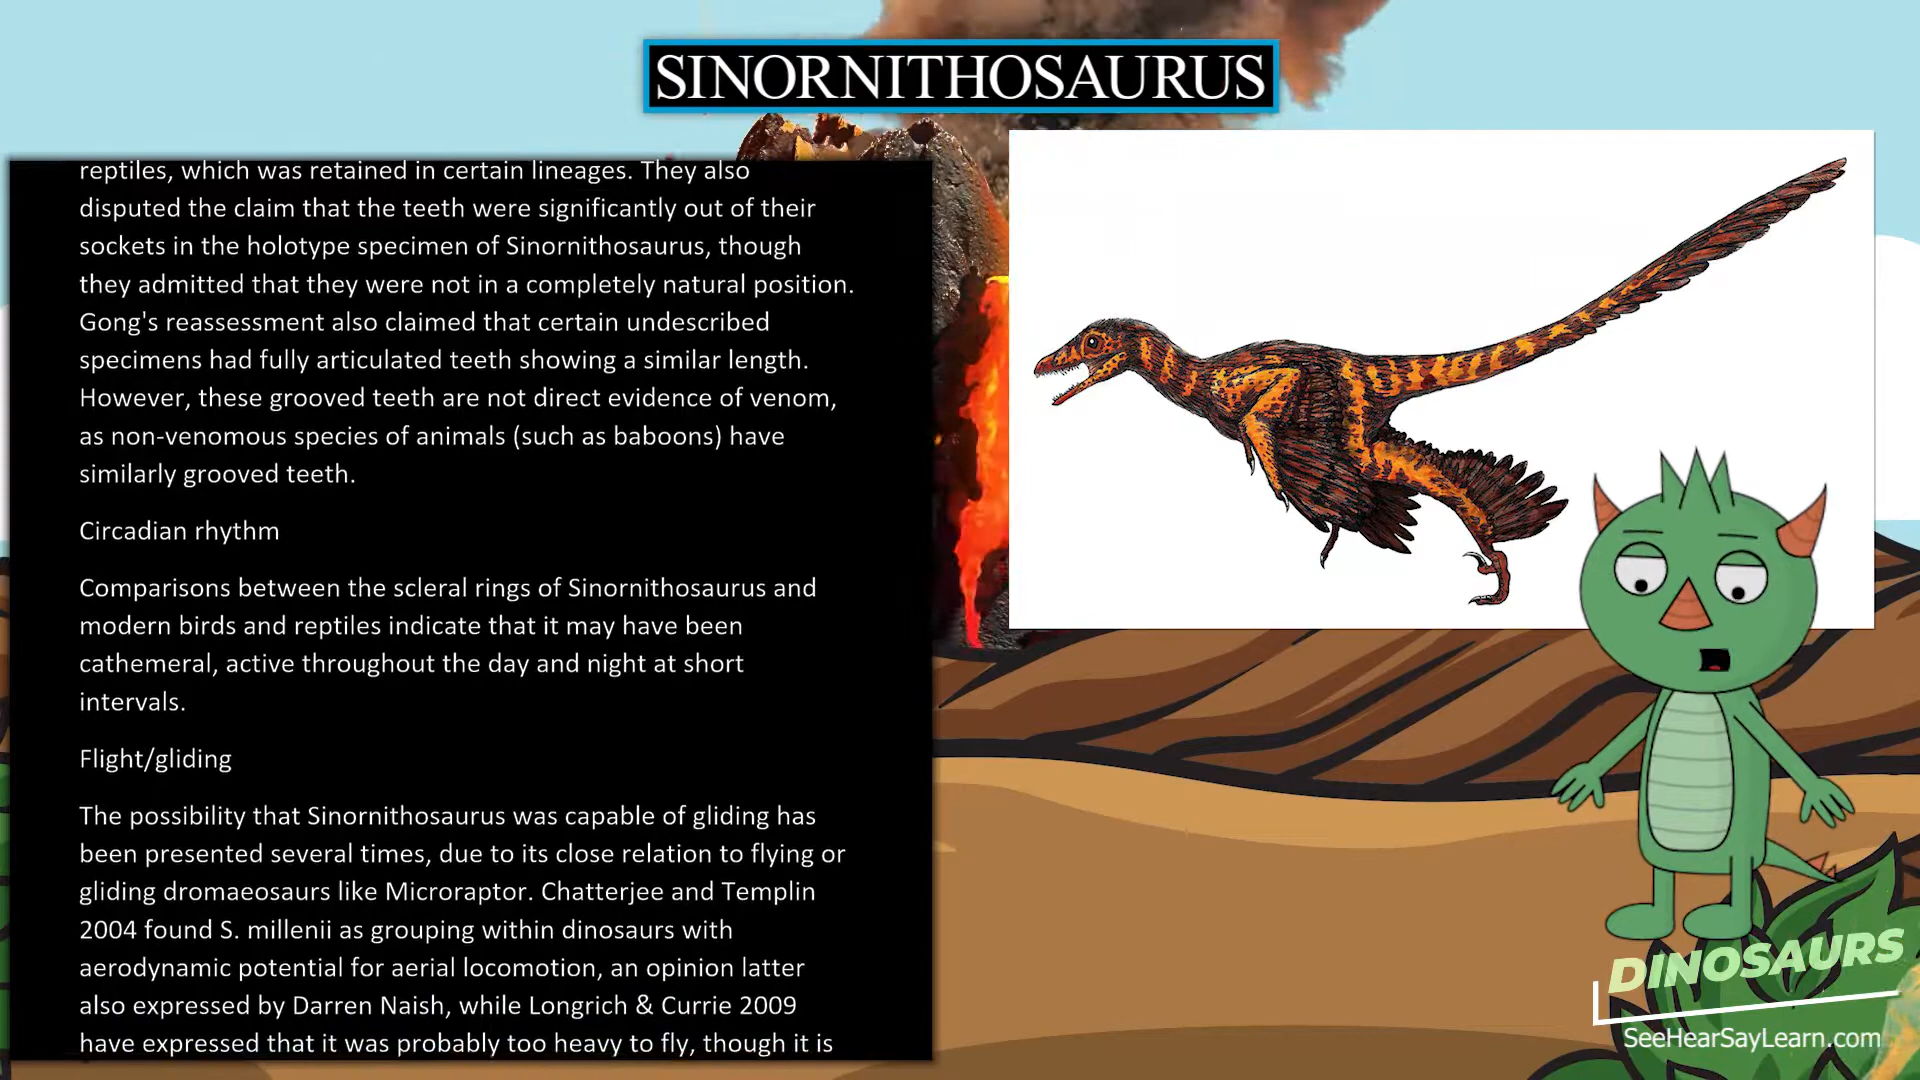 SINORNITHOSAURUS
reptiles, which was retained in certain lineages. They also
disputed the claim that the teeth were significantly out of their
sockets in the holotype specimen of Sinornithosaurus, though
they admitted that they were not in a completely natural position.
Gong's reassessment also claimed that certain undescribed
specimens had fully articulated teeth showing a similar length.
However, these grooved teeth are not direct evidence of venom,
as non-venomous species of animals (such as baboons) have
similarly grooved teeth.
Circadian rhythm
Comparisons between the scleral rings of Sinornithosaurus and
modern birds and reptiles indicate that it may have been
cathemeral, active throughout the day and night at short
intervals.
Flight/gliding
The possibility that Sinornithosaurus was capable of gliding has
been presented several times, due to its close relation to flying or
gliding dromaeosaurs like Microraptor. Chatterjee and Templin
2004 found S. millenii as grouping within dinosaurs with
aerodynamic potential for aerial locomotion, an opinion latter
also expressed by Darren Naish, while Longrich & Currie 2009
have expressed that it was probably too heavy to fly, though it is
DINOSAURS
SeeHearSayLearn.com